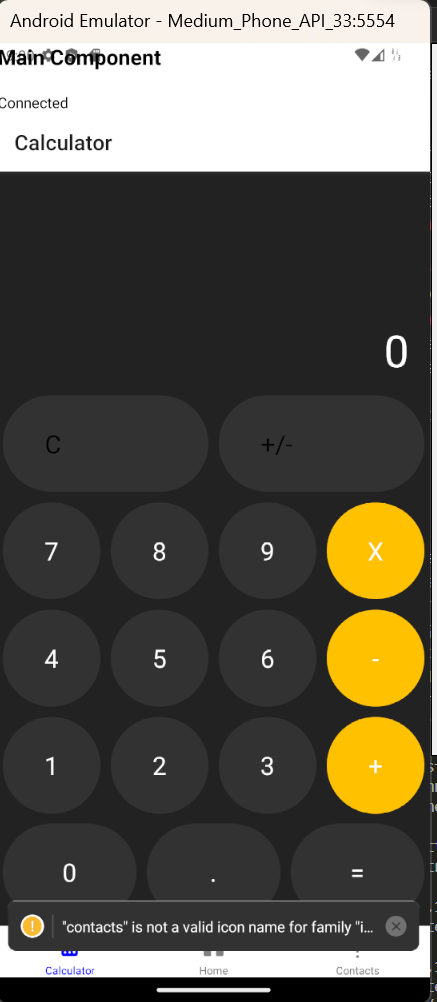 Android Emulator - Medium_Phone_API_33:5554
Main Component
Connected
Calculator
0
C +/-
7 8 9 X
4 5 6 -
1 2 3 +
0 . =
"contacts" is not a valid icon name for family "i...
Calculator Home Contacts